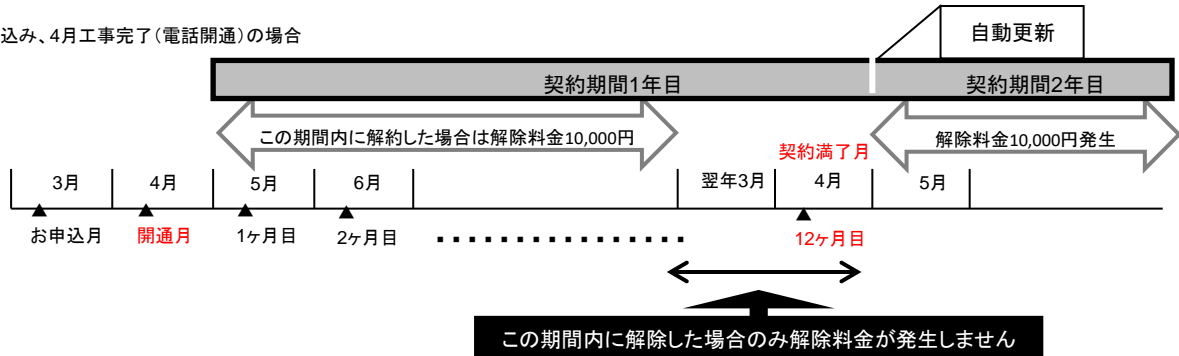 込み、4月工事完了(電話開通)の場合
自動更新
契約期間1年目
契約期間2年目
この期間内に解約した場合は解除料金10,000円
解除料金10,000円発生
契約満了月
3月
4月
5月
6月
翌年3月
4月
5月
お申込月
開通月
1ヶ月目
2ヶ月目
12ヶ月目
この期間内に解除した場合のみ解除料金が発生しません